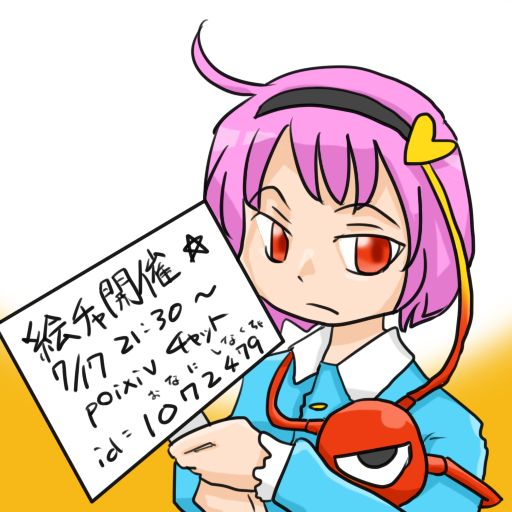 絵チャ開催☆
7/17 21:30〜
poixiv チャット
おなにしなくちゃ
id=1072479